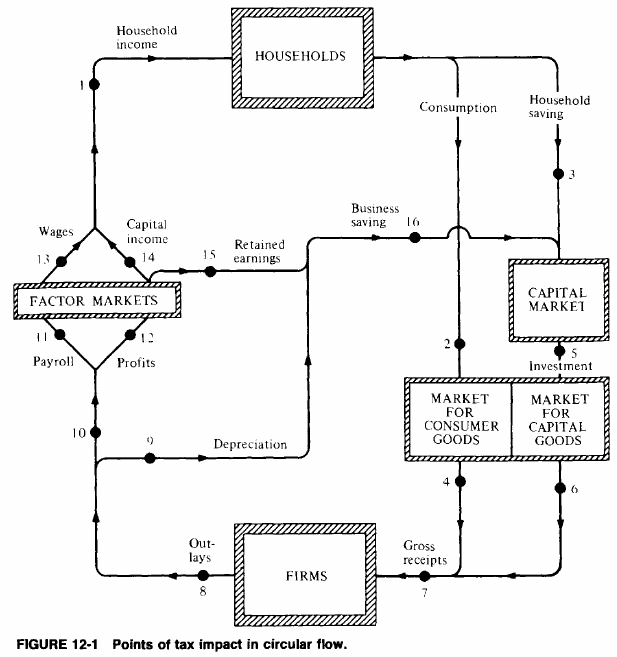 Household
income
HOUSEHOLDS
1
Consumption
Household
saving
3
Business
saving
16
Wages
Capital
income
13
14
15
Retained
earnings
FACTOR MARKETS
CAPITAL
MARKET
11
12
Payroll
Profits
2
5
Investment
MARKET
FOR
CONSUMER
GOODS
MARKET
FOR
CAPITAL
GOODS
10
9
Depreciation
4
6
Out-
lays
8
FIRMS
Gross
receipts
7
FIGURE 12-1 Points of tax impact in circular flow.